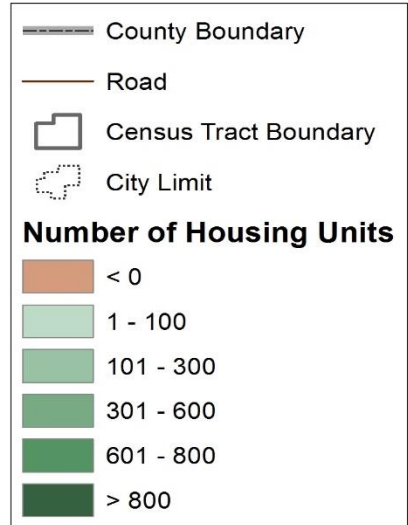 County Boundary
Road
Census Tract Boundary
City Limit
Number of Housing Units
< 0
1 - 100
101 - 300
301 - 600
601 - 800
> 800